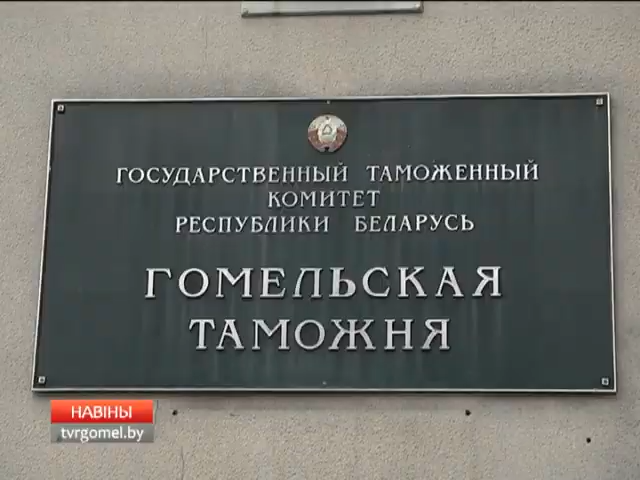 ГОСУДАРСТВЕННЫЙ ТАМОЖЕННЫЙ
КОМИТЕТ
РЕСПУБЛИКИ БЕЛАРУСЬ
ГОМЕЛЬСКАЯ
ТАМОЖНЯ
НАВІНЫ
tvrgomel.by